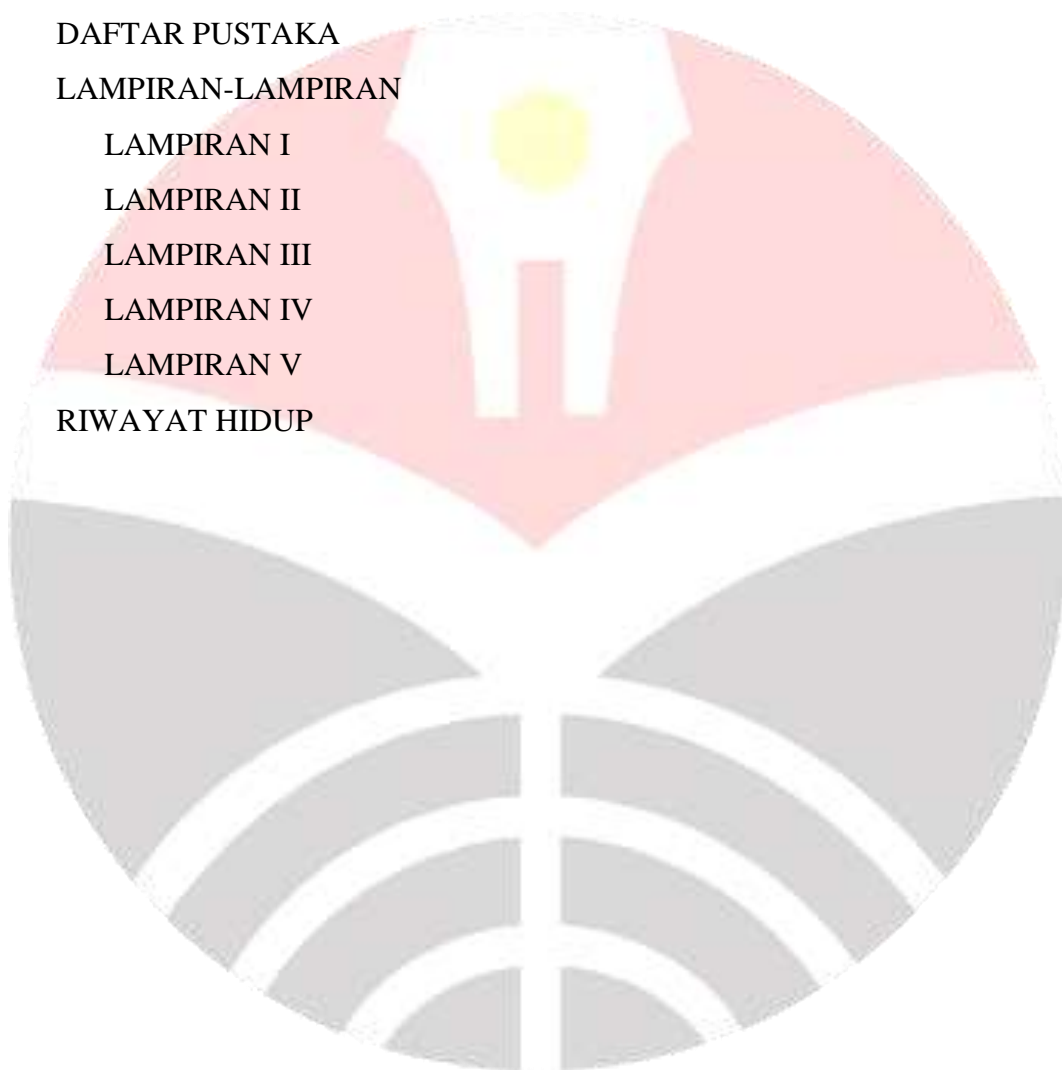 DAFTAR PUSTAKA
LAMPIRAN-LAMPIRAN
LAMPIRAN I
LAMPIRAN II
LAMPIRAN III
LAMPIRAN IV
LAMPIRAN V
RIWAYAT HIDUP